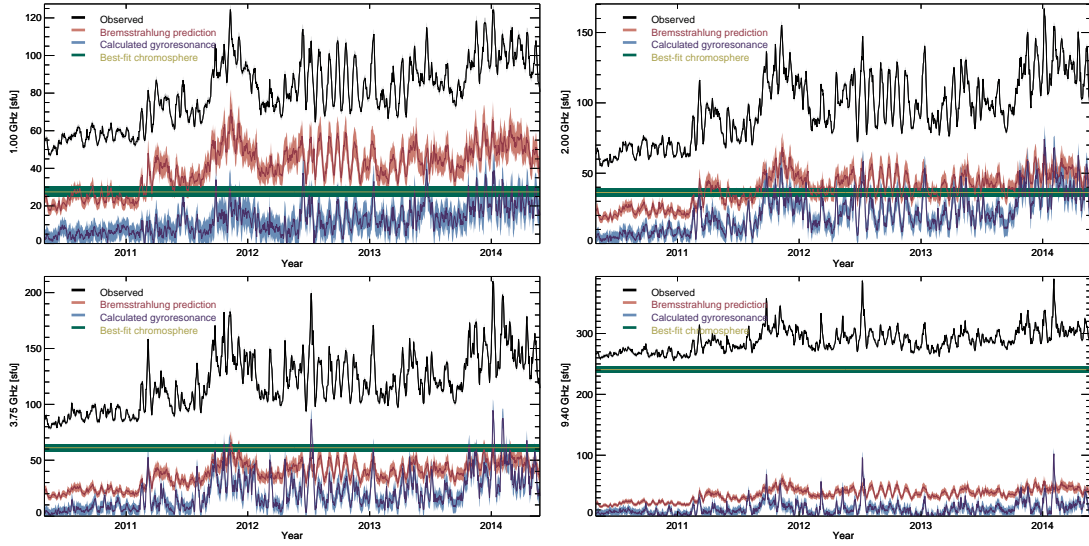 Observed
Bremsstrahlung prediction
Calculated gyroresonance
Best-fit chromosphere
1.000 GHz [sfu]
120
100
80
60
40
20
0
2011
2012
2013
2014
Year
Observed
Bremsstrahlung prediction
Calculated gyroresonance
Best-fit chromosphere
2.00 GHz [sfu]
150
100
50
0
2011
2012
2013
2014
Year
Observed
Bremsstrahlung prediction
Calculated gyroresonance
Best-fit chromosphere
3.75 GHz [sfu]
200
150
100
50
0
2011
2012
2013
2014
Year
Observed
Bremsstrahlung prediction
Calculated gyroresonance
Best-fit chromosphere
9.40 GHz [sfu]
300
200
100
0
2011
2012
2013
2014
Year